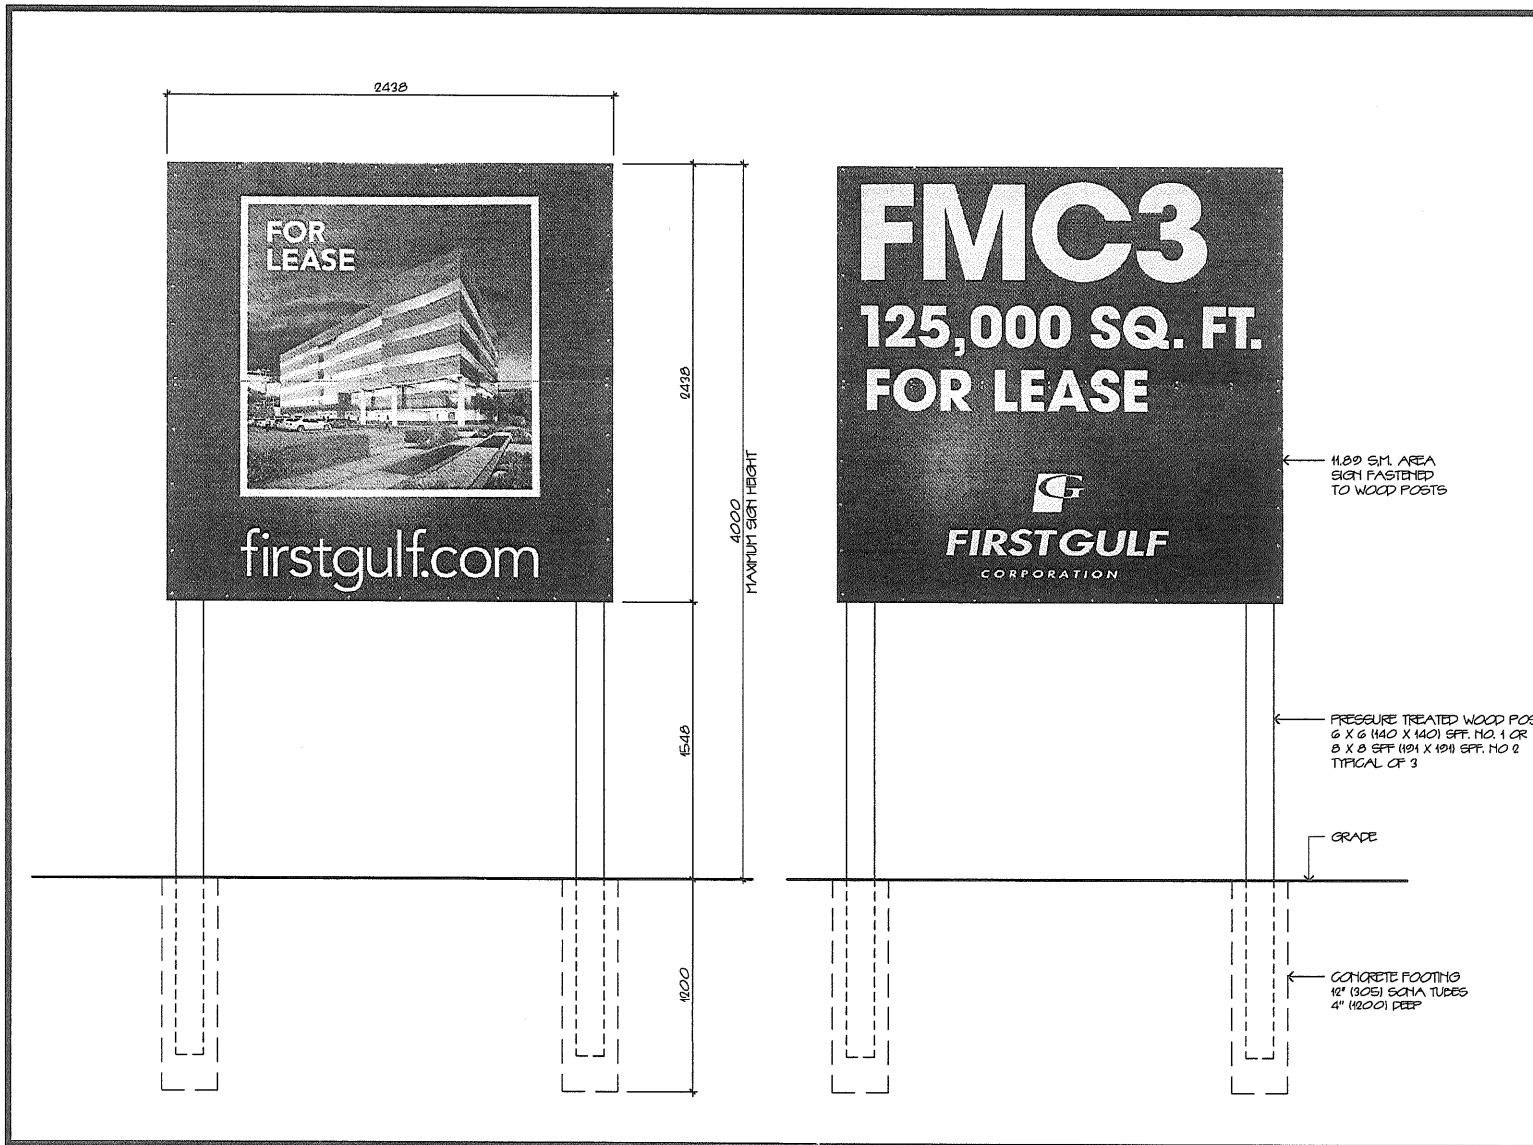 2438
FOR
LEASE
firstgulf.com
2438
4000
MAXIMUM SIGN HEIGHT
1548
1200
FMC3
125,000 SQ. FT.
FOR LEASE
G
FIRST GULF
CORPORATION
11.89 S.M. AREA
SIGN FASTENED
TO WOOD POSTS
PRESSURE TREATED WOOD POS
6 X 6 (140 X 140) SPF. NO. 1 OR
8 X 8 SPF (191 X 191) SPF. NO 2
TYPICAL OF 3
GRADE
CONCRETE FOOTING
12" (305) SONA TUBES
4" (1200) DEEP